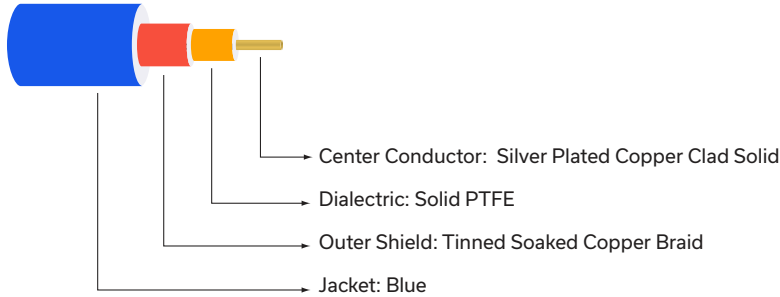 Center Conductor: Silver Plated Copper Clad Solid
Dialectric: Solid PTFE
Outer Shield: Tinned Soaked Copper Braid
Jacket: Blue